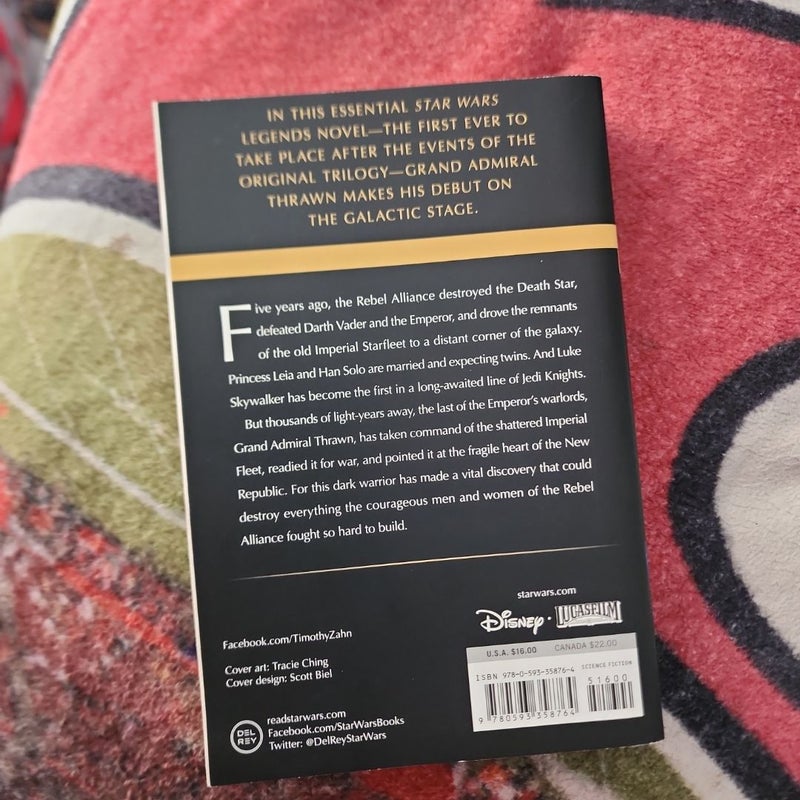 IN THIS ESSENTIAL STAR WARS
LEGENDS NOVEL—THE FIRST EVER TO
TAKE PLACE AFTER THE EVENTS OF THE
ORIGINAL TRILOGY—GRAND ADMIRAL
THRAWN MAKES HIS DEBUT ON
THE GALACTIC STAGE.
Five years ago, the Rebel Alliance destroyed the Death Star,
defeated Darth Vader and the Emperor, and drove the remnants
of the old Imperial Starfleet to a distant corner of the galaxy.
Princess Leia and Han Solo are married and expecting twins. And Luke
Skywalker has become the first in a long-awaited line of Jedi Knights.
But thousands of light-years away, the last of the Emperor's warlords,
Grand Admiral Thrawn, has taken command of the shattered Imperial
Fleet, readied it for war, and pointed it at the fragile heart of the New
Republic. For this dark warrior has made a vital discovery that could
destroy everything the courageous men and women of the Rebel
Alliance fought so hard to build.
starwars.com
Disney · LUCASFILM
Facebook.com/TimothyZahn
Cover art: Tracie Ching
Cover design: Scott Biel
DEL REY
readstarwars.com
Facebook.com/StarWarsBooks
Twitter: @DelReyStarWars
U.S.A. $16.00 CANADA $22.00
ISBN 978-0-593-35876-4 SCIENCE FICTION
51600
9 780593 358764